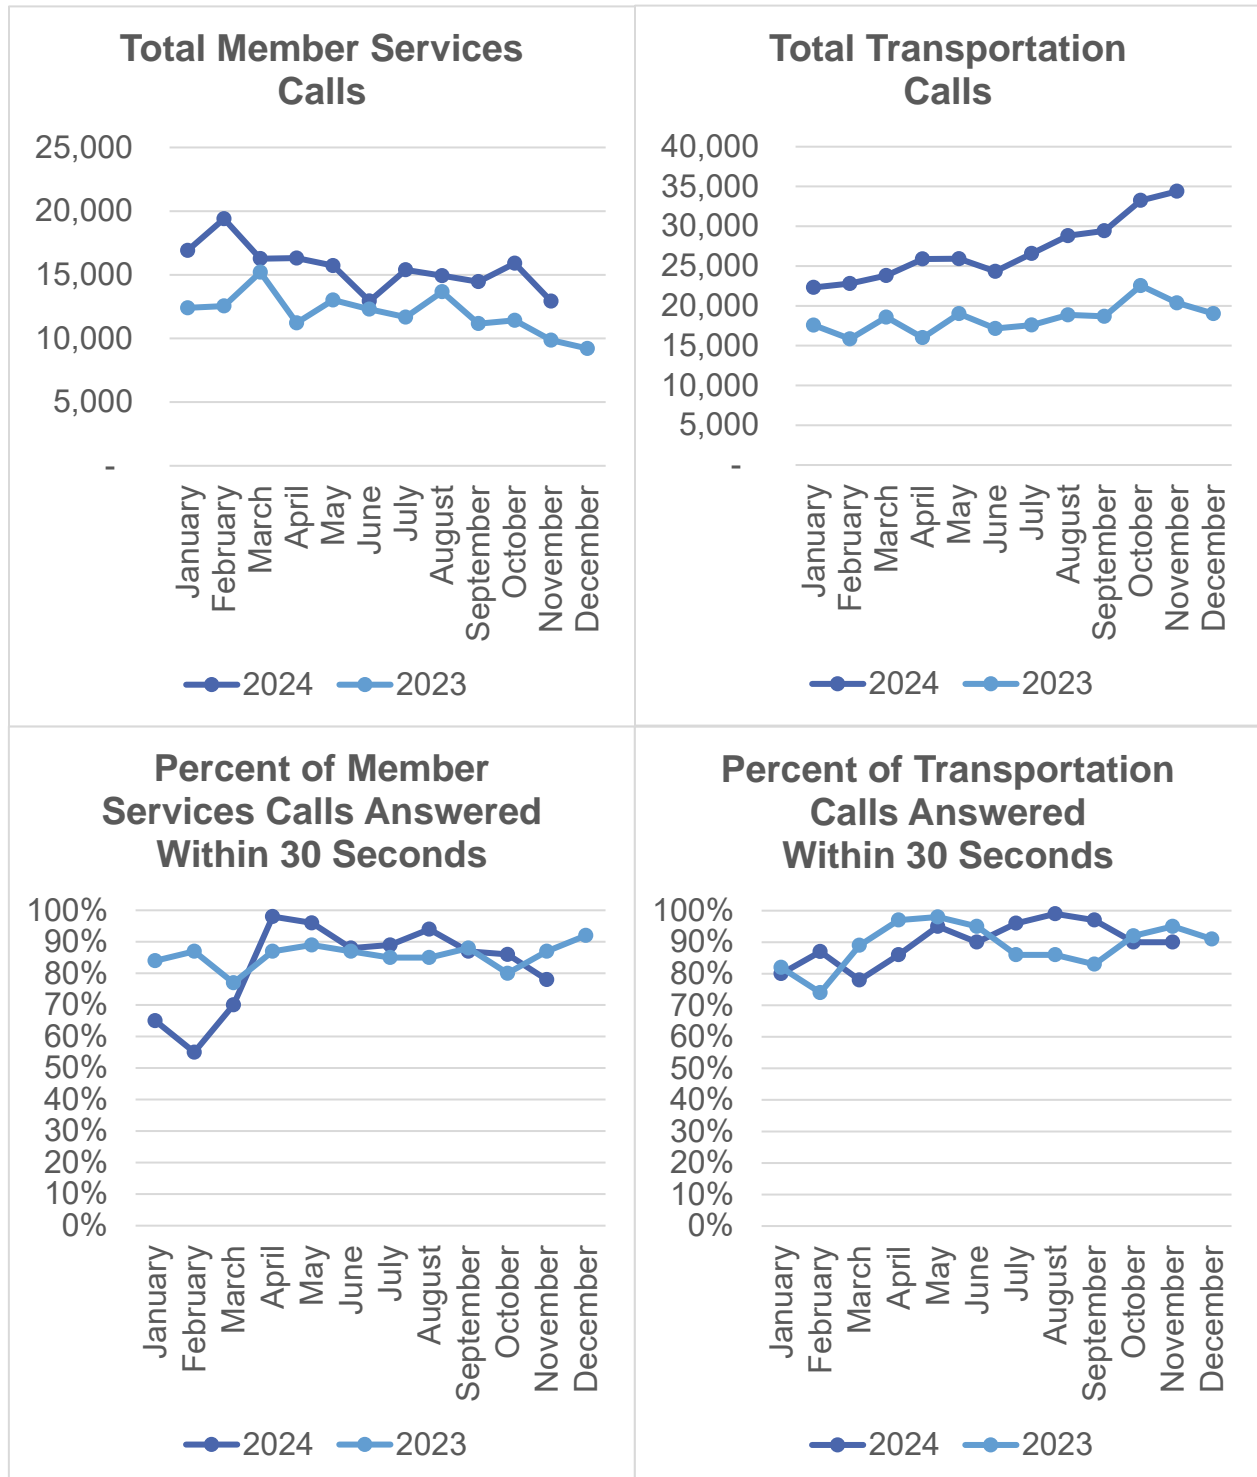 Total Member Services
Calls
25,000
20,000
15,000
10,000
5,000
-
January
February
March
April
May
June
July
August
September
October
November
December
2024
2023
Total Transportation
Calls
40,000
35,000
30,000
25,000
20,000
15,000
10,000
5,000
-
January
February
March
April
May
June
July
August
September
October
November
December
2024
2023
Percent of Member
Services Calls Answered
Within 30 Seconds
100%
90%
80%
70%
60%
50%
40%
30%
20%
10%
0%
January
February
March
April
May
June
July
August
September
October
November
December
2024
2023
Percent of Transportation
Calls Answered
Within 30 Seconds
100%
90%
80%
70%
60%
50%
40%
30%
20%
10%
0%
January
February
March
April
May
June
July
August
September
October
November
December
2024
2023